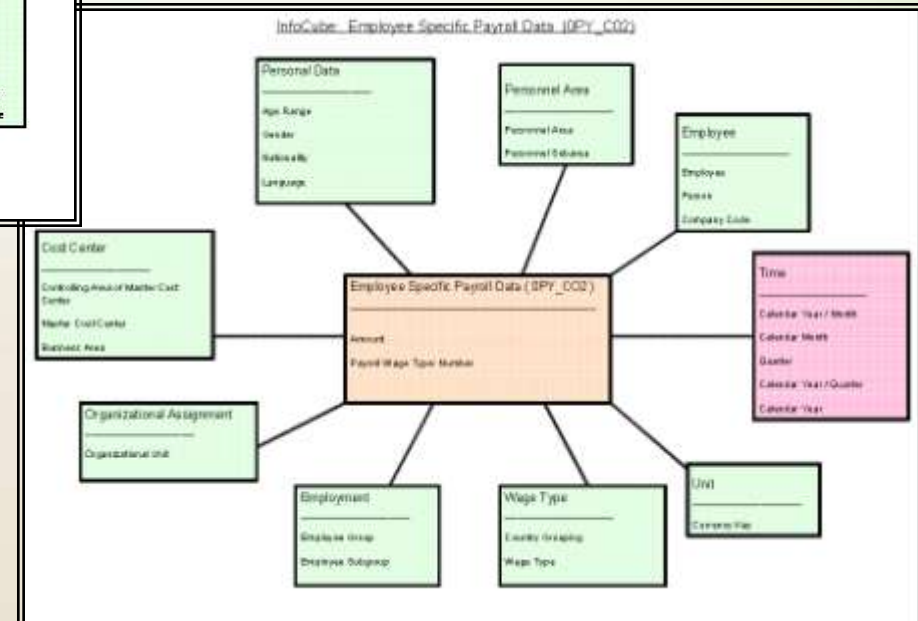 InfoCube: Employee Specific Payroll Data (0PY_C02)
Personal Data
Age Range
Gender
Nationality
Language
Personnel Area
Personnel Area
Personnel Subarea
Employee
Employee
Person
Company Code
Cost Center
Controlling Area of Master Cost
Center
Master Cost Center
Business Area
Employee Specific Payroll Data (0PY_C02)
Amount
Payroll Wage Type: Number
Time
Calendar Year / Month
Calendar Month
Quarter
Calendar Year / Quarter
Calendar Year
Organizational Assignment
Organizational Unit
Employment
Employee Group
Employee Subgroup
Wage Type
Country Grouping
Wage Type
Unit
Currency Key